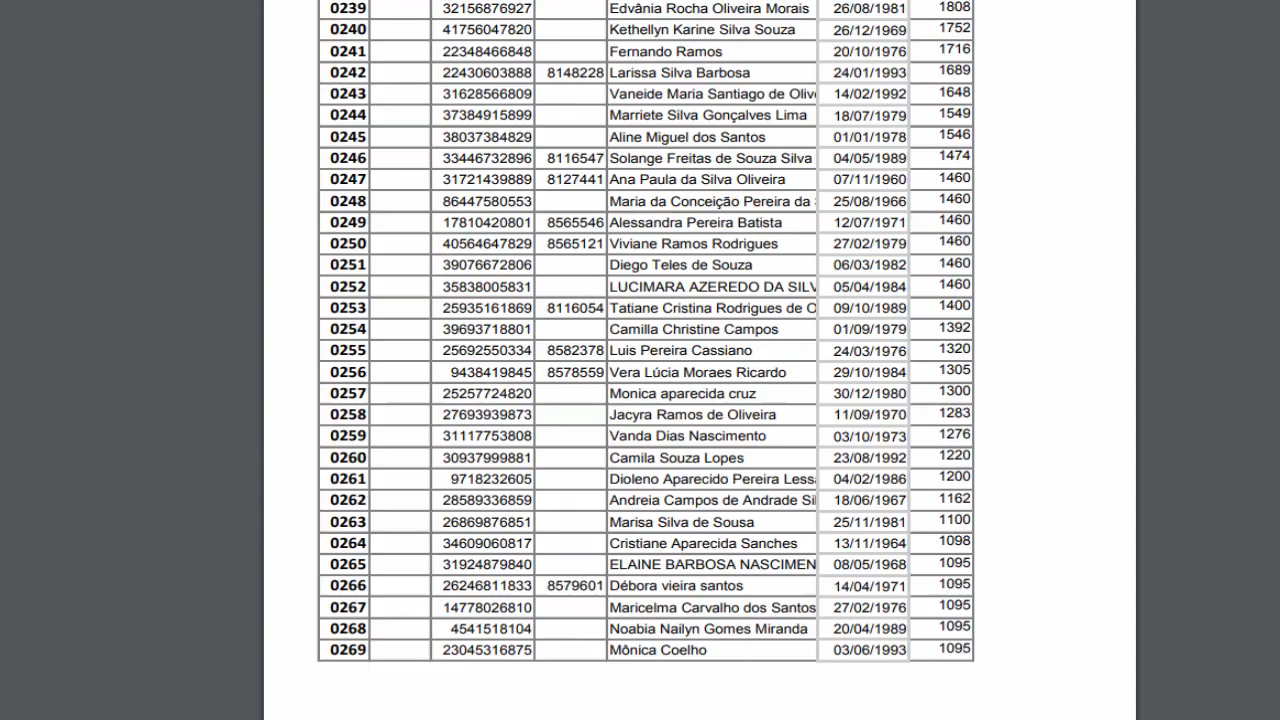 0239 32156876927 Edvânia Rocha Oliveira Morais 26/08/1981 1808
0240 41756047820 Kethellyn Karine Silva Souza 26/12/1969 1752
0241 22348466848 Fernando Ramos 20/10/1976 1716
0242 22430603888 8148228 Larissa Silva Barbosa 24/01/1993 1689
0243 31628566809 Vaneide Maria Santiago de Olive 14/02/1992 1648
0244 37384915899 Marriete Silva Gonçalves Lima 18/07/1979 1549
0245 38037384829 Aline Miguel dos Santos 01/01/1978 1546
0246 33446732896 8116547 Solange Freitas de Souza Silva 04/05/1989 1474
0247 31721439889 8127441 Ana Paula da Silva Oliveira 07/11/1960 1460
0248 86447580553 Maria da Conceição Pereira da 25/08/1966 1460
0249 17810420801 8565546 Alessandra Pereira Batista 12/07/1971 1460
0250 40564647829 8565121 Viviane Ramos Rodrigues 27/02/1979 1460
0251 39076672806 Diego Teles de Souza 06/03/1982 1460
0252 35838005831 LUCIMARA AZEREDO DA SILV 05/04/1984 1460
0253 25935161869 8116054 Tatiane Cristina Rodrigues de O 09/10/1989 1400
0254 39693718801 Camilla Christine Campos 01/09/1979 1392
0255 25692550334 8582378 Luis Pereira Cassiano 24/03/1976 1320
0256 9438419845 8578559 Vera Lúcia Moraes Ricardo 29/10/1984 1305
0257 25257724820 Monica aparecida cruz 30/12/1980 1300
0258 27693939873 Jacyra Ramos de Oliveira 11/09/1970 1283
0259 31117753808 Vanda Dias Nascimento 03/10/1973 1276
0260 30937999881 Camila Souza Lopes 23/08/1992 1220
0261 9718232605 Dioleno Aparecido Pereira Lessa 04/02/1986 1200
0262 28589336859 Andreia Campos de Andrade Sil 18/06/1967 1162
0263 26869876851 Marisa Silva de Sousa 25/11/1981 1100
0264 34609060817 Cristiane Aparecida Sanches 13/11/1964 1098
0265 31924879840 ELAINE BARBOSA NASCIMEN 08/05/1968 1095
0266 26246811833 8579601 Débora vieira santos 14/04/1971 1095
0267 14778026810 Maricelma Carvalho dos Santos 27/02/1976 1095
0268 4541518104 Noabia Nailyn Gomes Miranda 20/04/1989 1095
0269 23045316875 Mônica Coelho 03/06/1993 1095